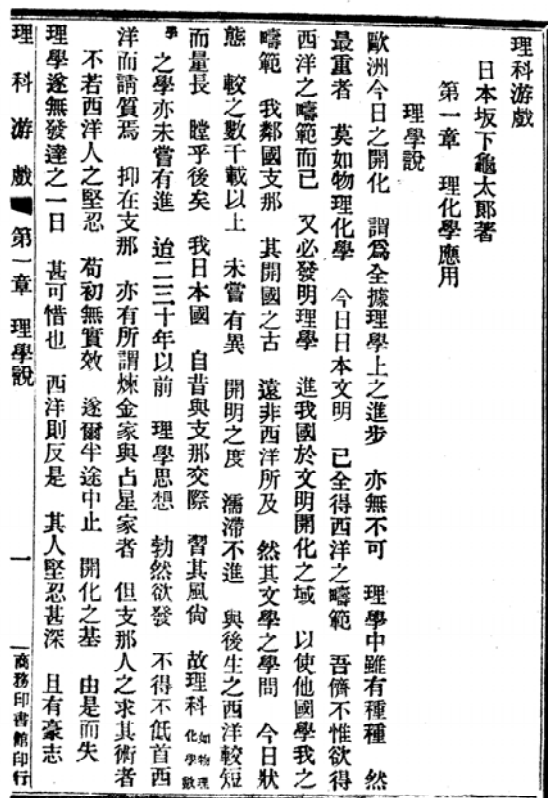 理科游戲
日本坂下龜太郞著
第一章 理化學應用
理學說
歐洲今日之開化 謂爲全據理學上之進步 亦無不可 理學中雖有種種 然
最重者 莫如物理化學 今日日本文明 已全得西洋之疇範 吾儕不惟欲得
西洋之疇範而已 又必發明理學 進我國於文明開化之域 以使他國學我之
疇範 我鄰國支那 其開國之古 遠非西洋所及 然其文學之學問 今日狀
態 較之數千載以上 未嘗有異 開明之度 濡滯不進 與後生之西洋較短
而量長 瞠乎後矣 我日本國 自昔與支那交際 習其風尙 故理科如物理化學數
學之學亦未嘗有進 迨二三十年以前 理學思想 勃然欲發 不得不低首西
洋而請質焉 抑在支那 亦有所謂煉金家與占星家者 但支那人之求其術者
不若西洋人之堅忍 苟初無實效 遂爾半途中止 開化之基 由是而失
理學遂無發達之一日 甚可惜也 西洋則反是 其人堅忍甚深 且有豪志
理科游戲 第一章 理學說 一 商務印書館印行